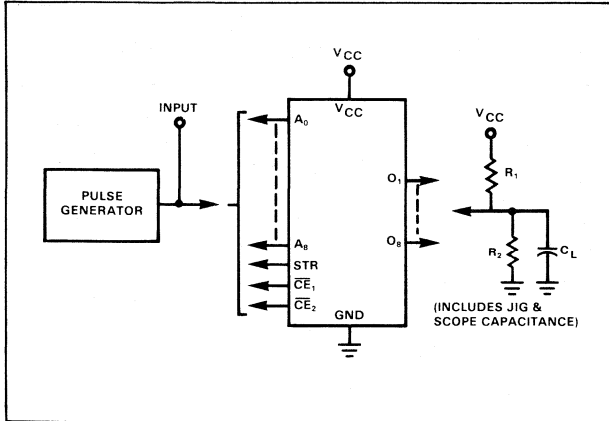 VCC
INPUT
VCC
A0
VCC
PULSE
GENERATOR
O1
R1
A8
O8
STR
R2
CL
CE1
CE2
GND
(INCLUDES JIG &
SCOPE CAPACITANCE)